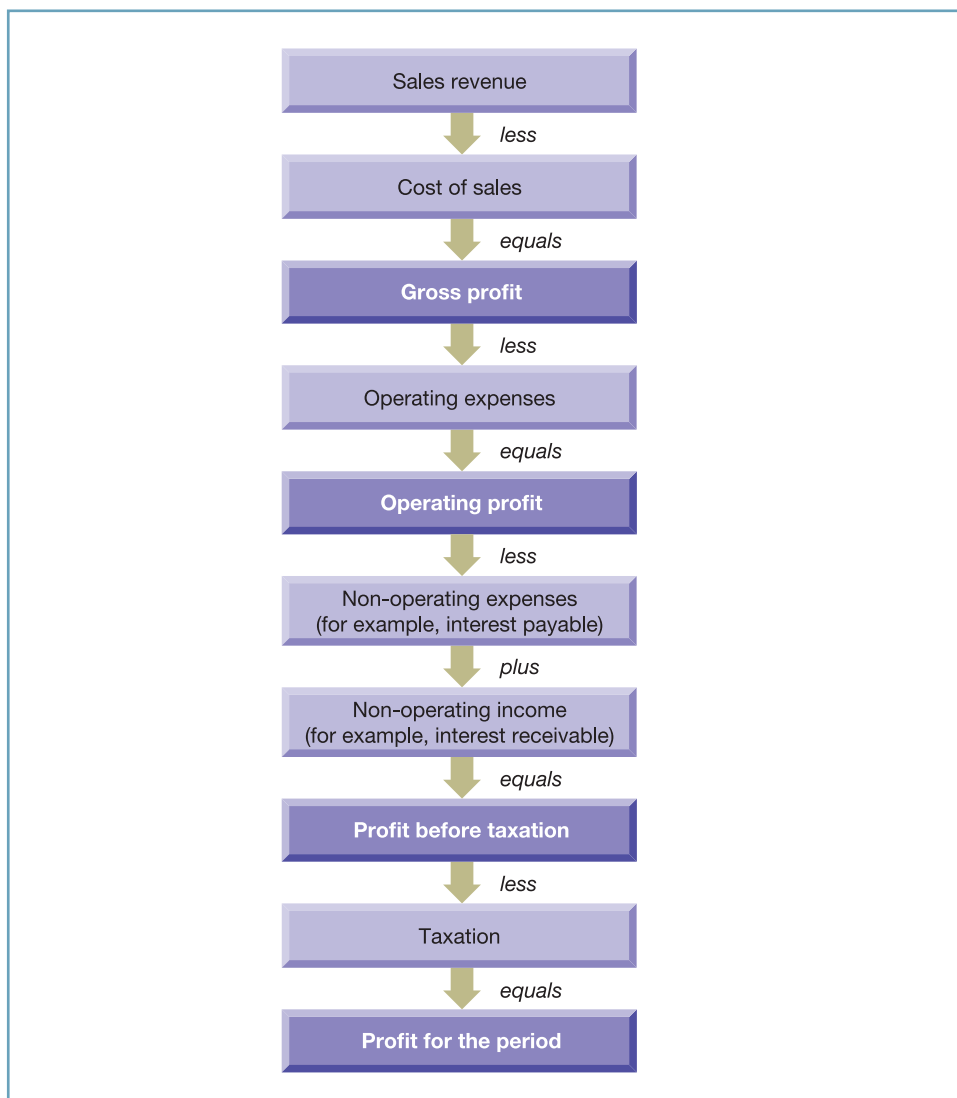 Sales revenue
less
Cost of sales
equals
Gross profit
less
Operating expenses
equals
Operating profit
less
Non-operating expenses
(for example, interest payable)
plus
Non-operating income
(for example, interest receivable)
equals
Profit before taxation
less
Taxation
equals
Profit for the period